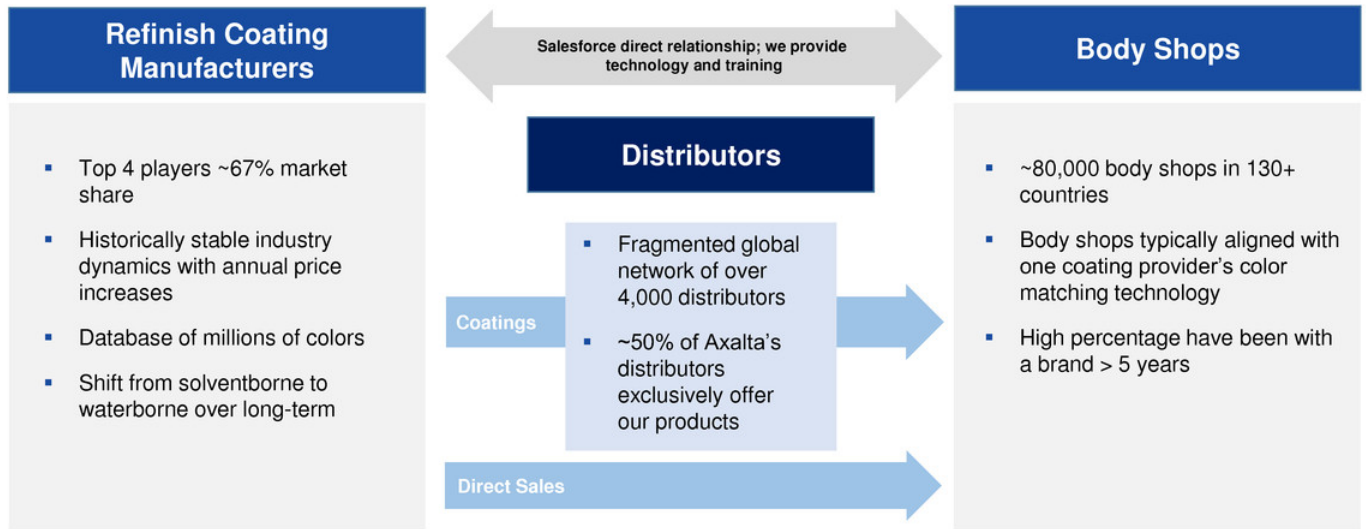 Refinish Coating
Manufacturers
▪ Top 4 players ~67% market
share
▪ Historically stable industry
dynamics with annual price
increases
▪ Database of millions of colors
▪ Shift from solventborne to
waterborne over long-term
Salesforce direct relationship; we provide
technology and training
Distributors
▪ Fragmented global
network of over
4,000 distributors
▪ ~50% of Axalta’s
distributors
exclusively offer
our products
Coatings
Direct Sales
Body Shops
▪ ~80,000 body shops in 130+
countries
▪ Body shops typically aligned with
one coating provider’s color
matching technology
▪ High percentage have been with
a brand > 5 years